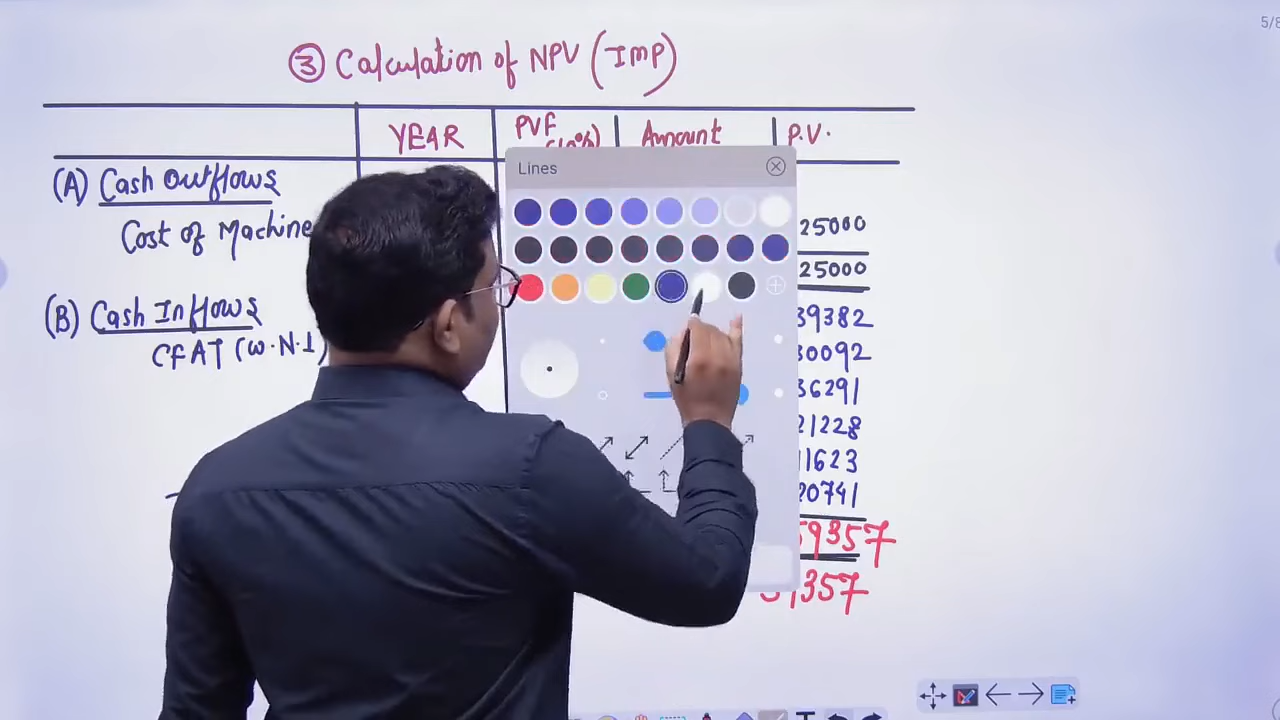 5/8
③ Calculation of NPV (IMP)
YEAR PVF Amount P.V.
Lines
(A) Cash Outflows
Cost of Machine 25000
25000
(B) Cash Inflows 39382
CFAT (W.N.1) 30092
36291
21228
11623
20741
59357
357